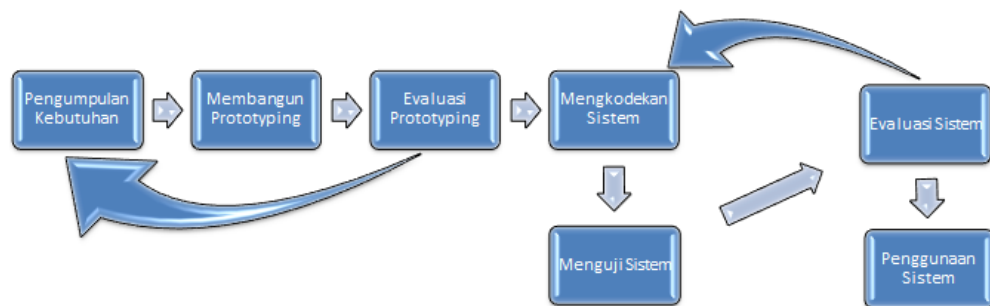 Pengumpulan
Kebutuhan
Membangun
Prototyping
Evaluasi
Prototyping
Mengkodekan
Sistem
Menguji Sistem
Evaluasi Sistem
Penggunaan
Sistem